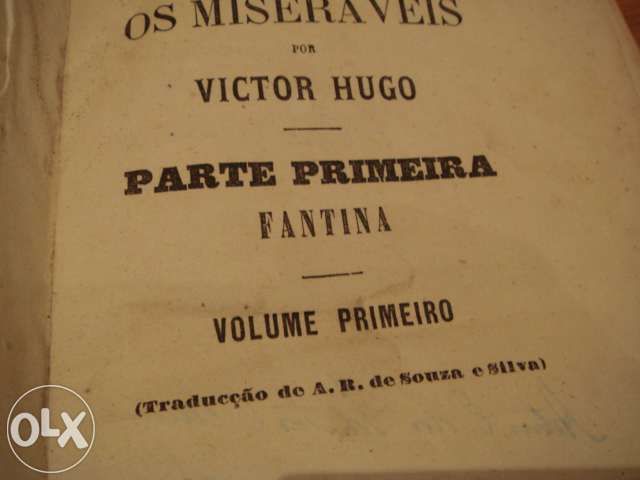 OS MISERAVEIS
POR
VICTOR HUGO
PARTE PRIMEIRA
FANTINA
VOLUME PRIMEIRO
(Traducção de A. R. de Souza e Silva)
OLX